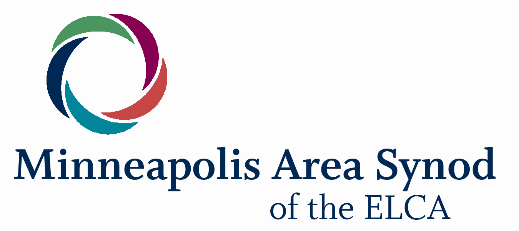 Minneapolis Area Synod
of the ELCA